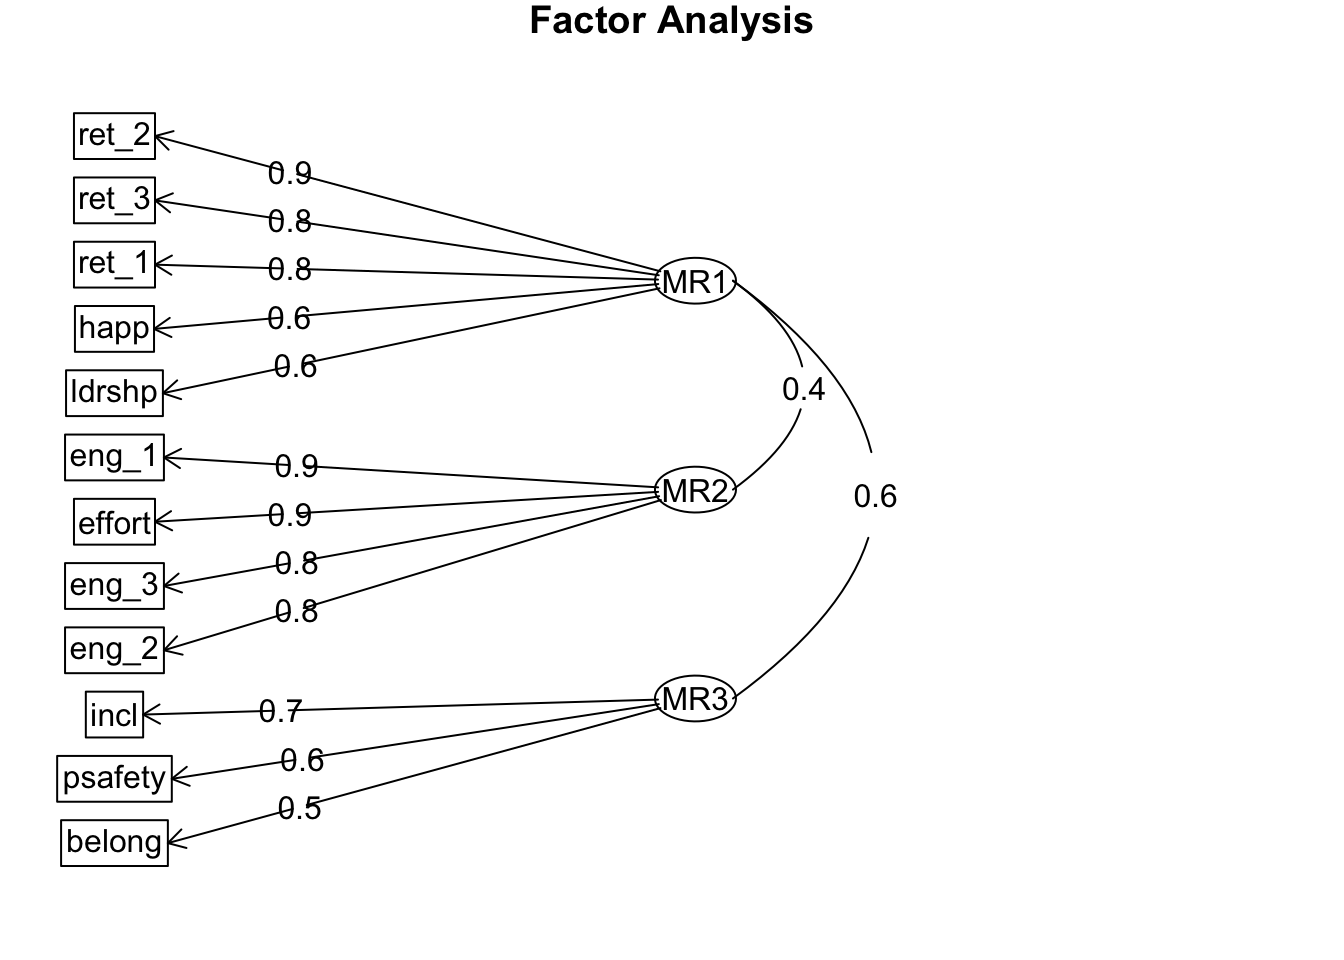 Factor Analysis
ret_2
0.9
ret_3
0.8
ret_1
0.8
MR1
happ
0.6
ldrshp
0.6
0.4
eng_1
0.9
effort
0.9
MR2
0.6
eng_3
0.8
eng_2
0.8
incl
0.7
MR3
psafety
0.6
belong
0.5